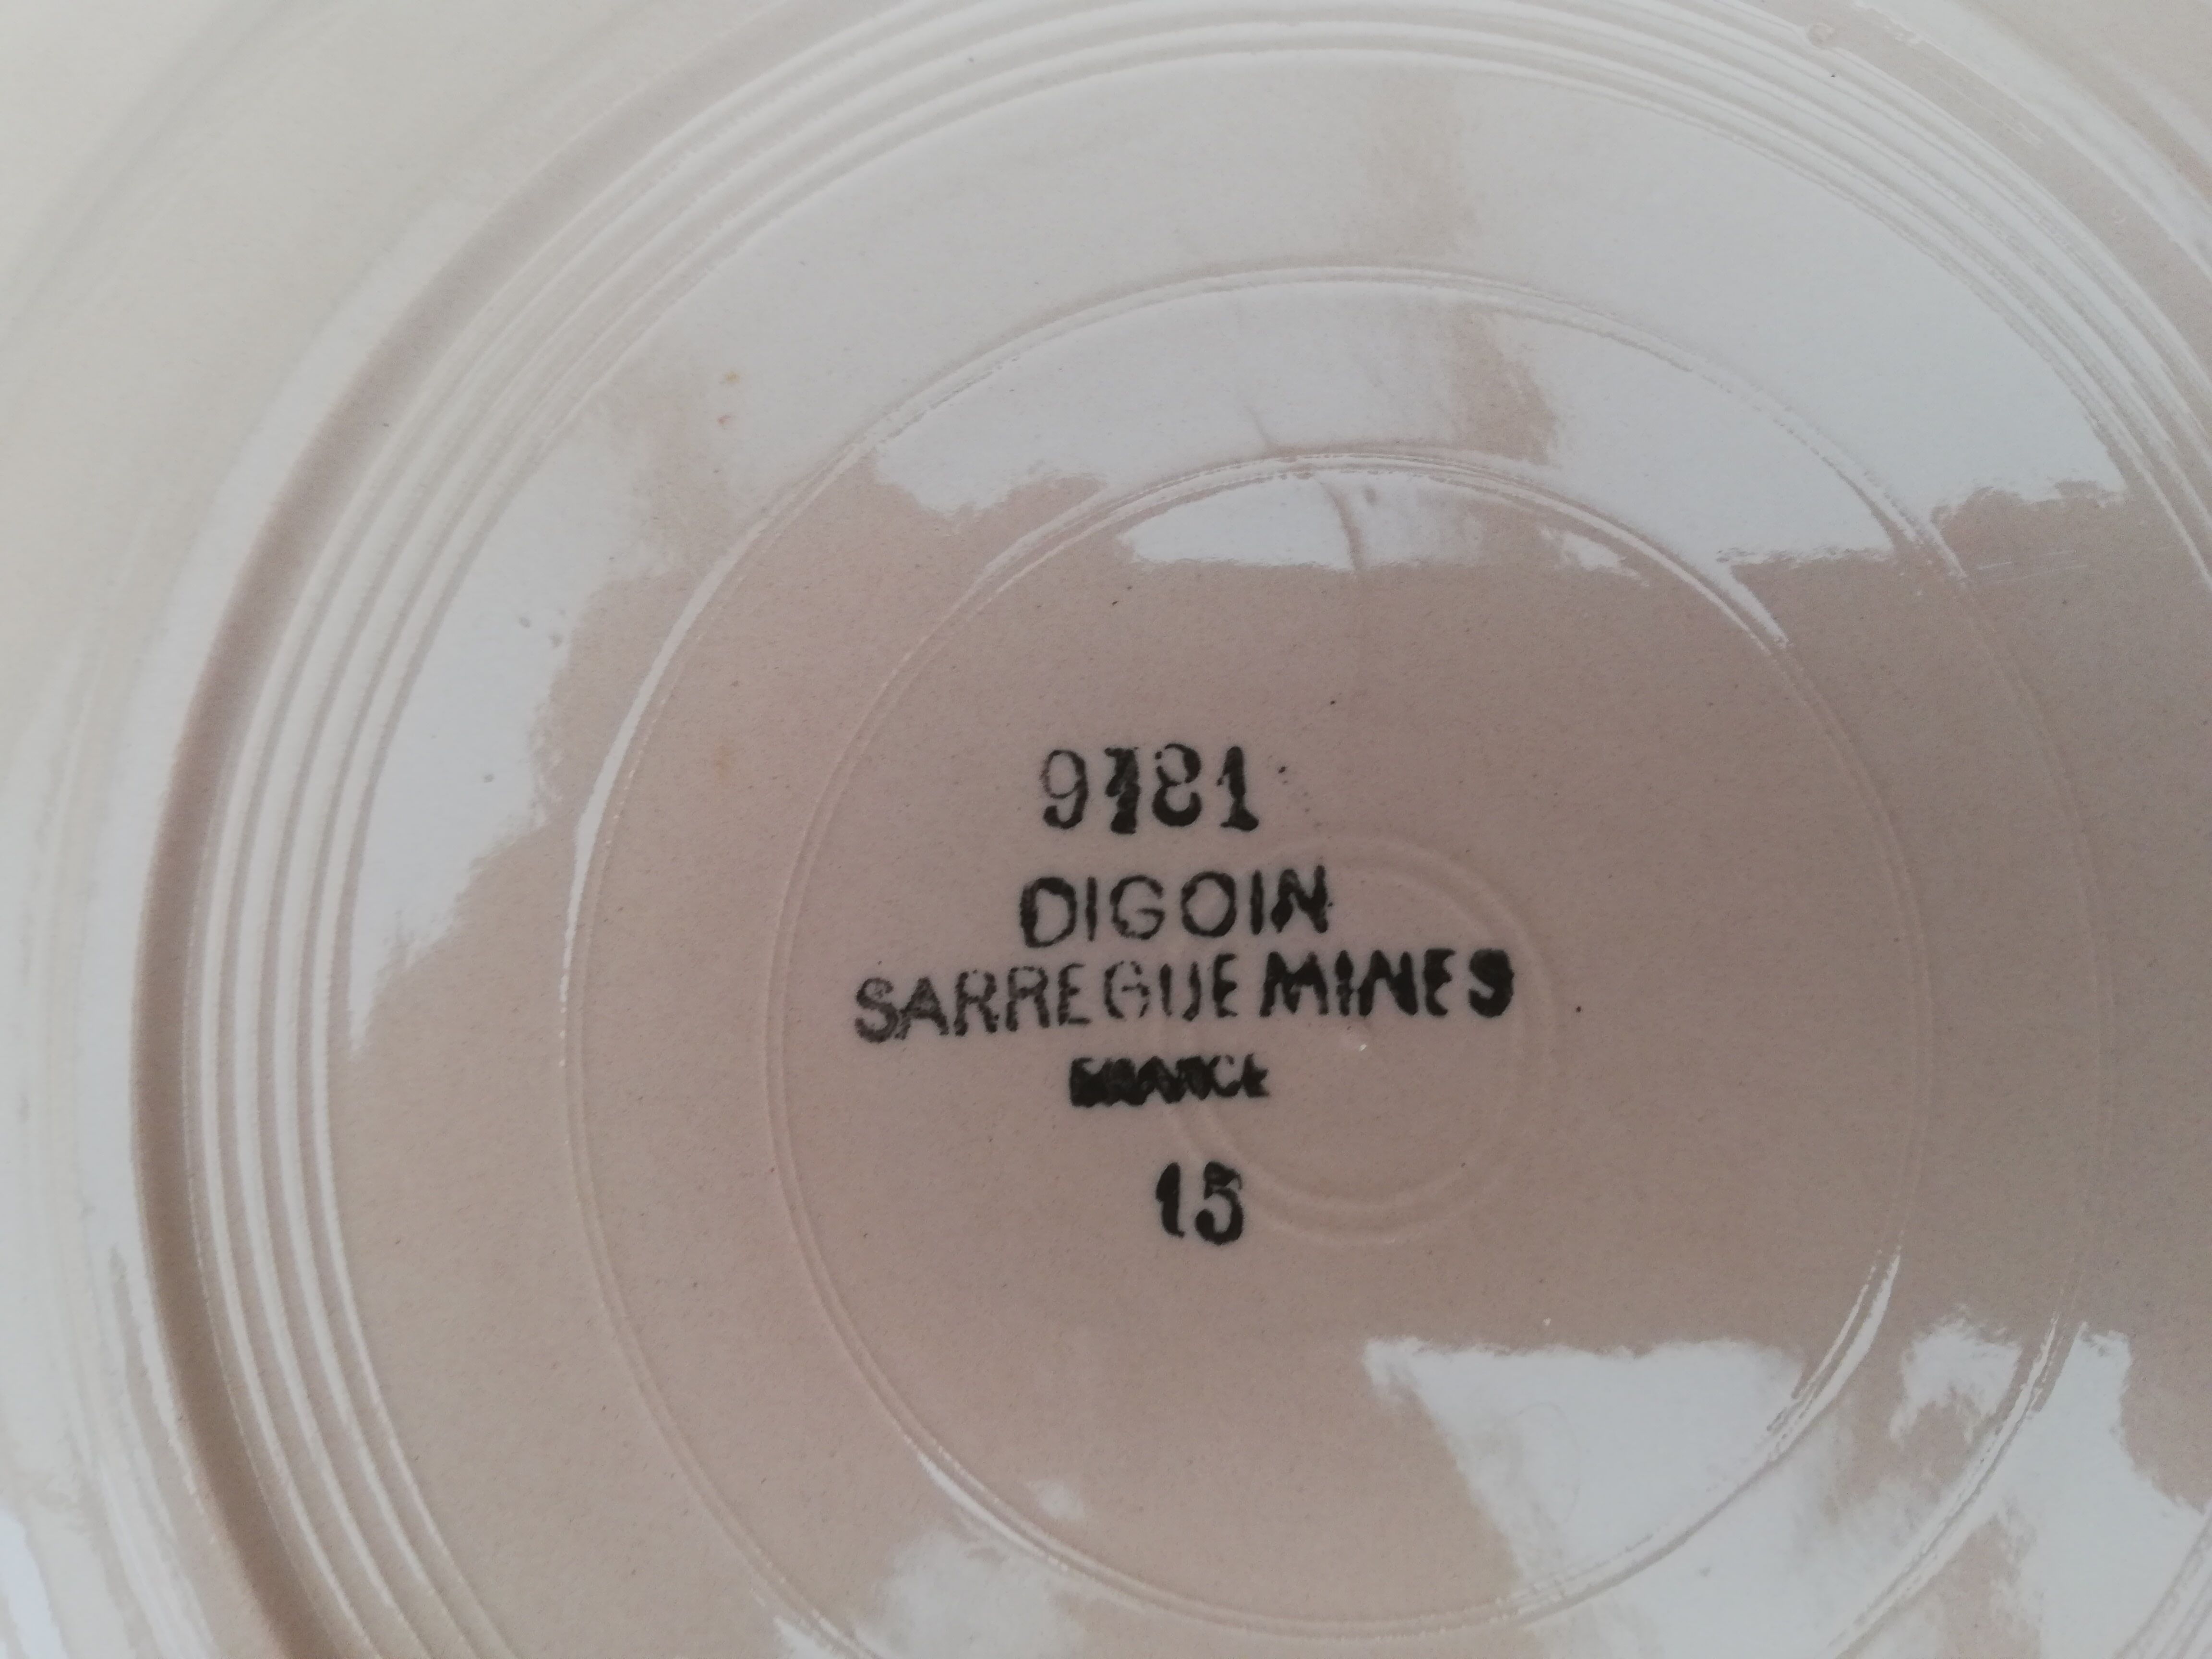 9781
DIGOIN
SARREGUEMINES
FRANCE
15